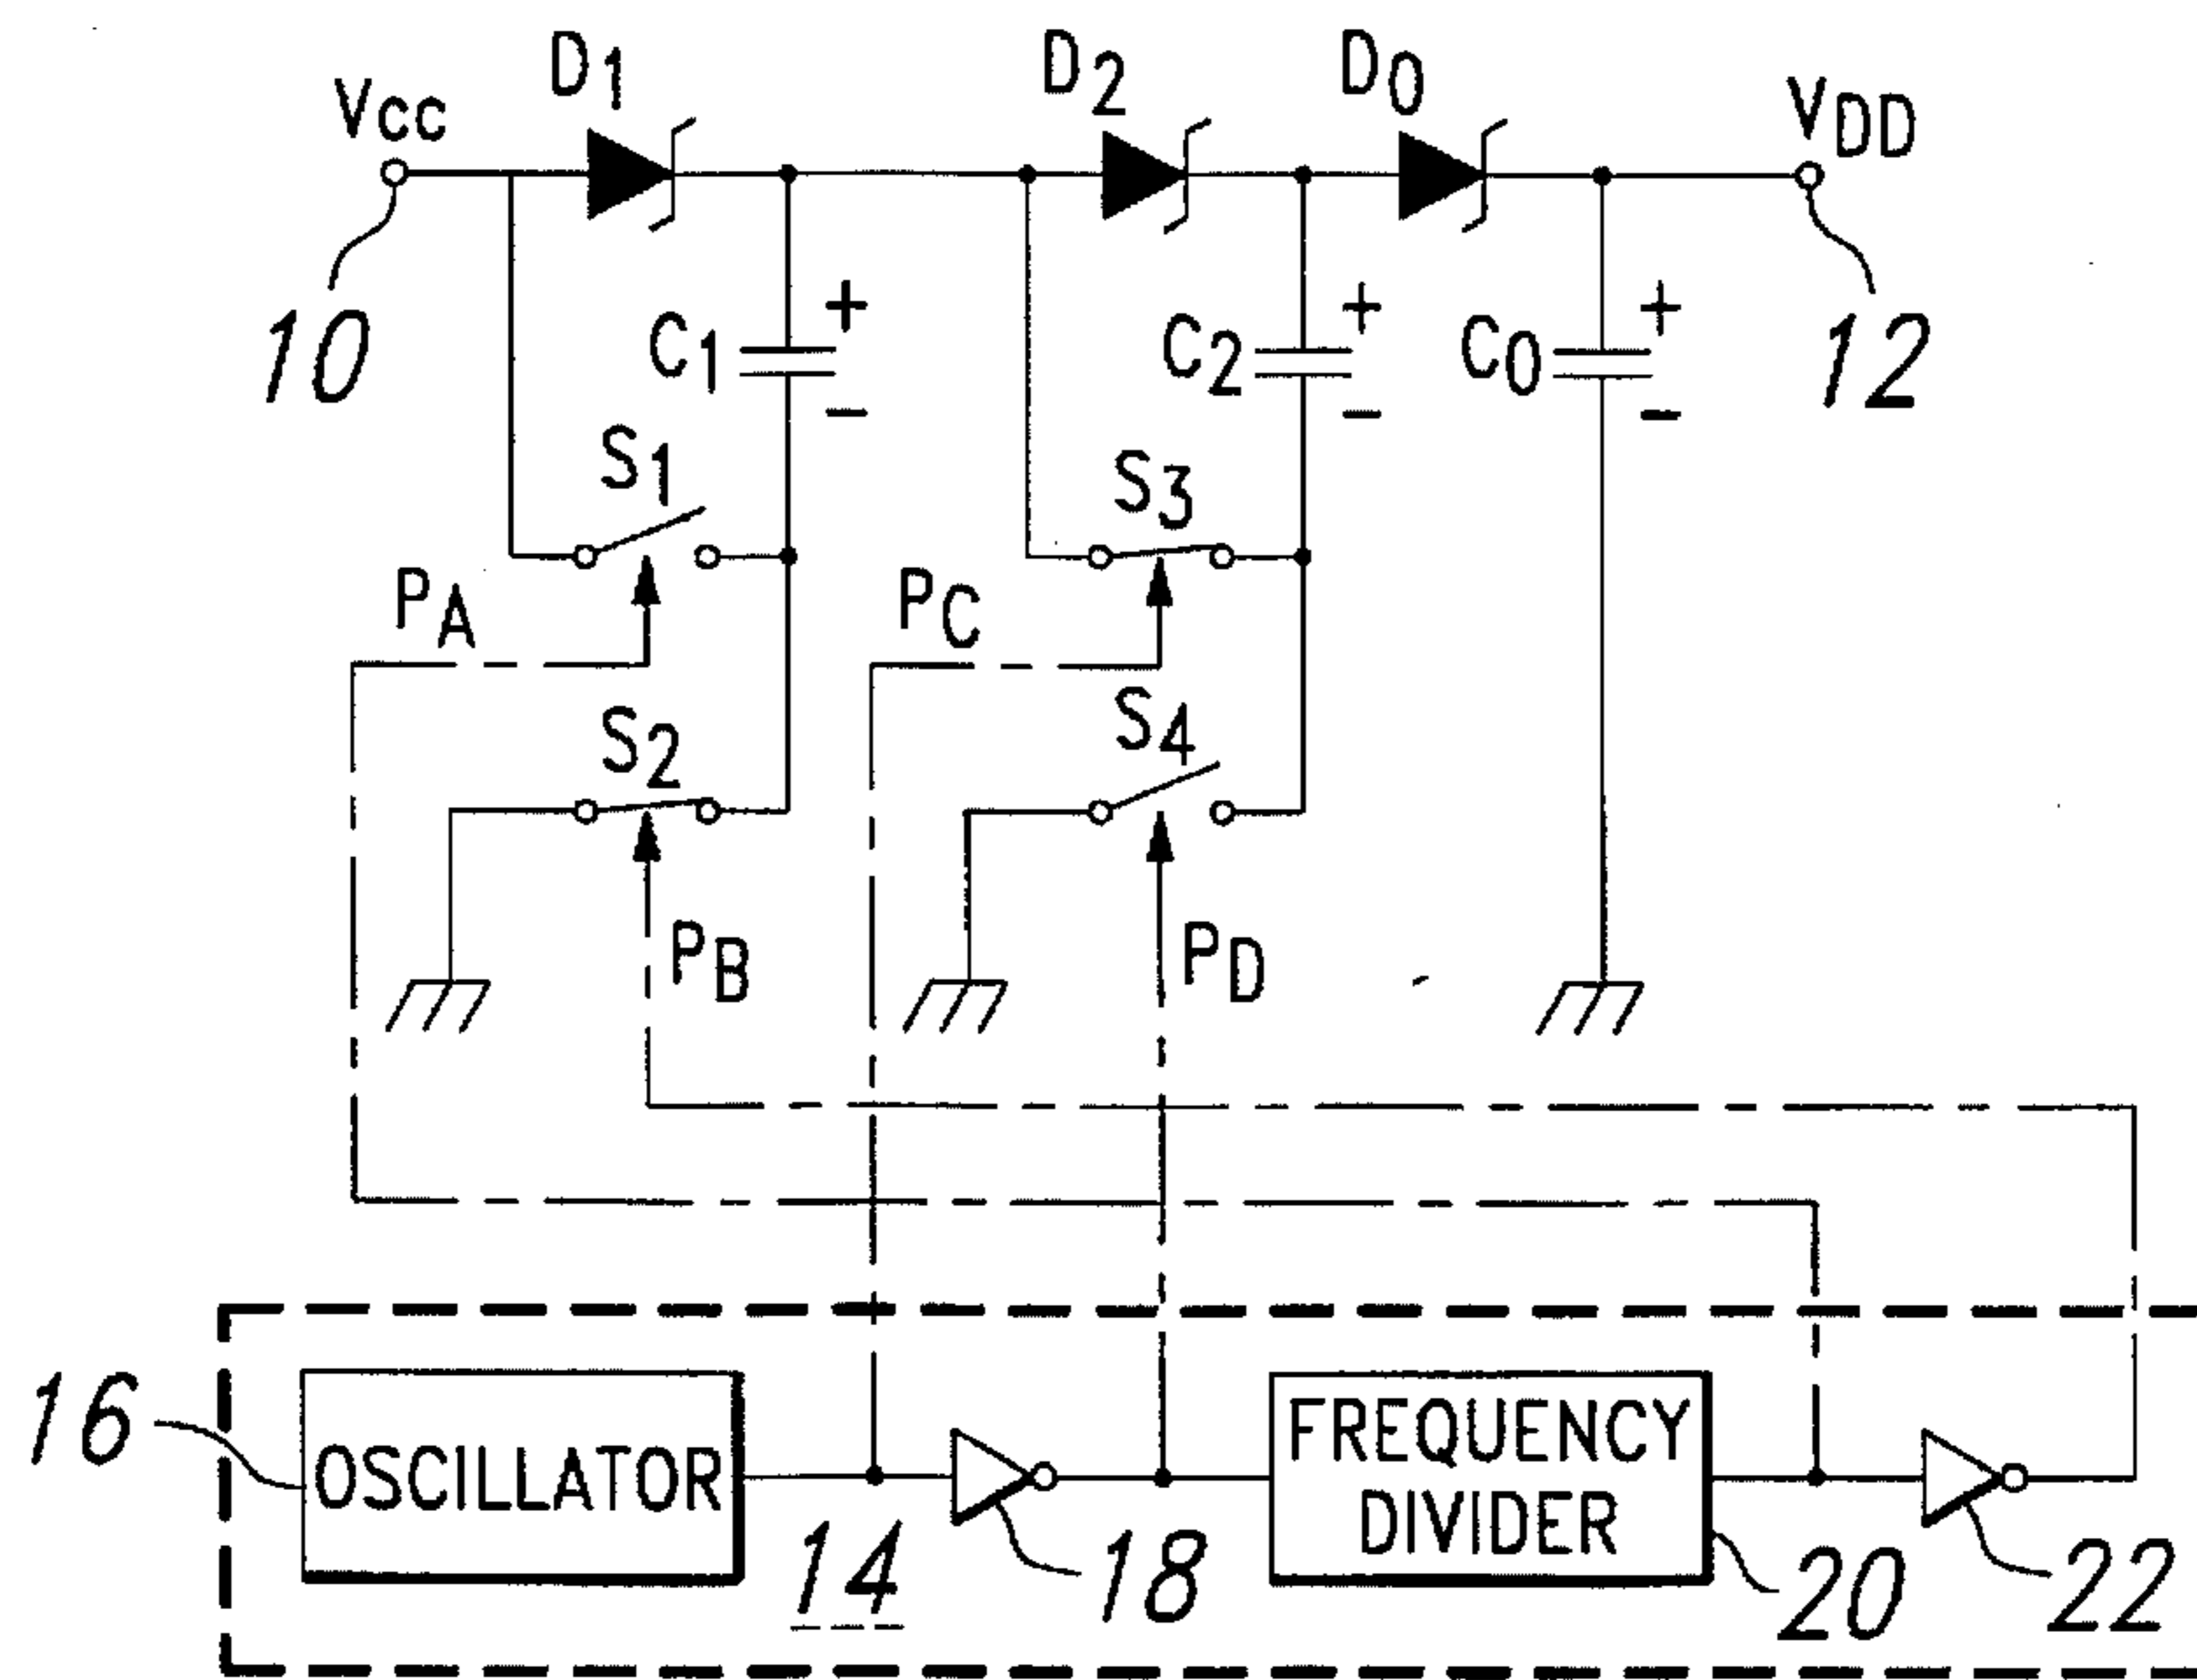 D1 D2 D0
VCC VDD
10 C1 C2 C0 12
+ + +
- - -
S1 S3
PA PC
S2 S4
PB PD
16 OSCILLATOR 14 18 FREQUENCY DIVIDER 20 22